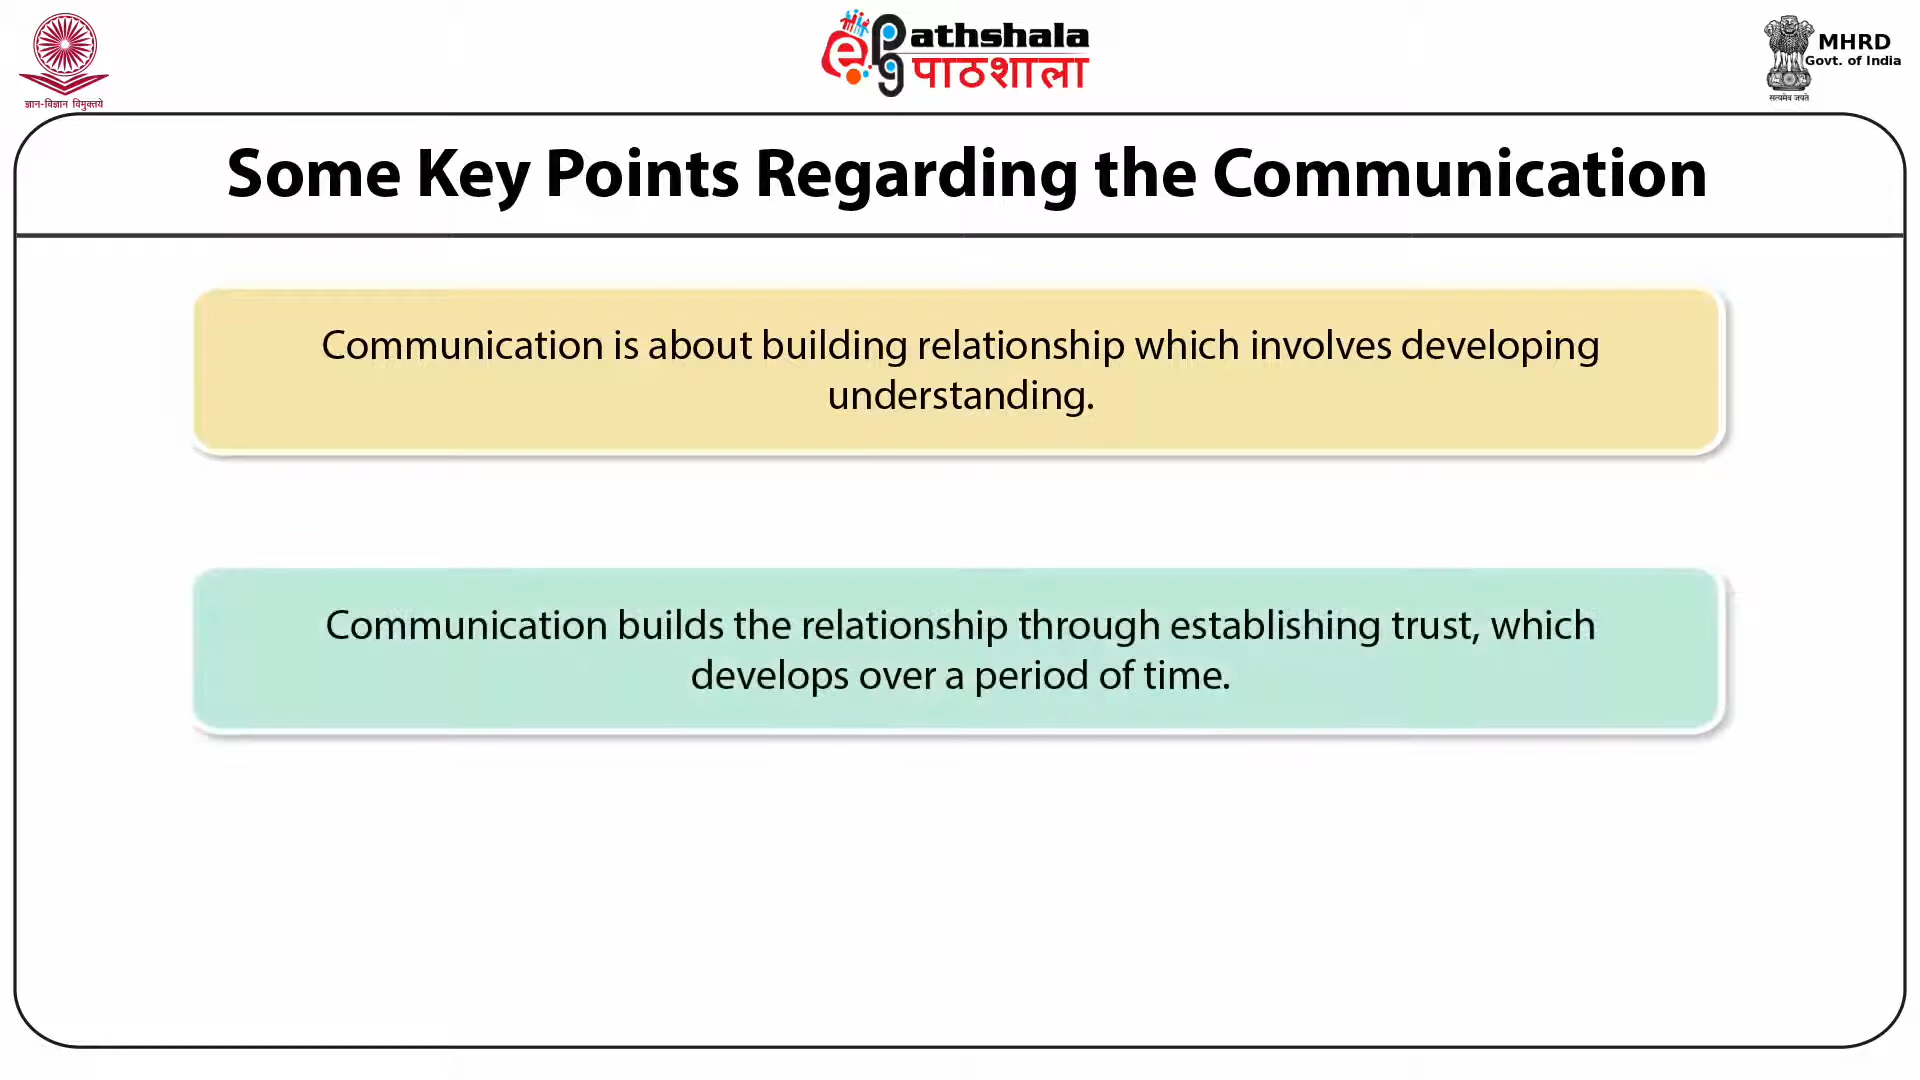 ज्ञान-विज्ञान विमुक्तये
e Pg athshala
पाठशाला
MHRD
Govt. of India
सत्यमेव जयते
Some Key Points Regarding the Communication
Communication is about building relationship which involves developing
understanding.
Communication builds the relationship through establishing trust, which
develops over a period of time.